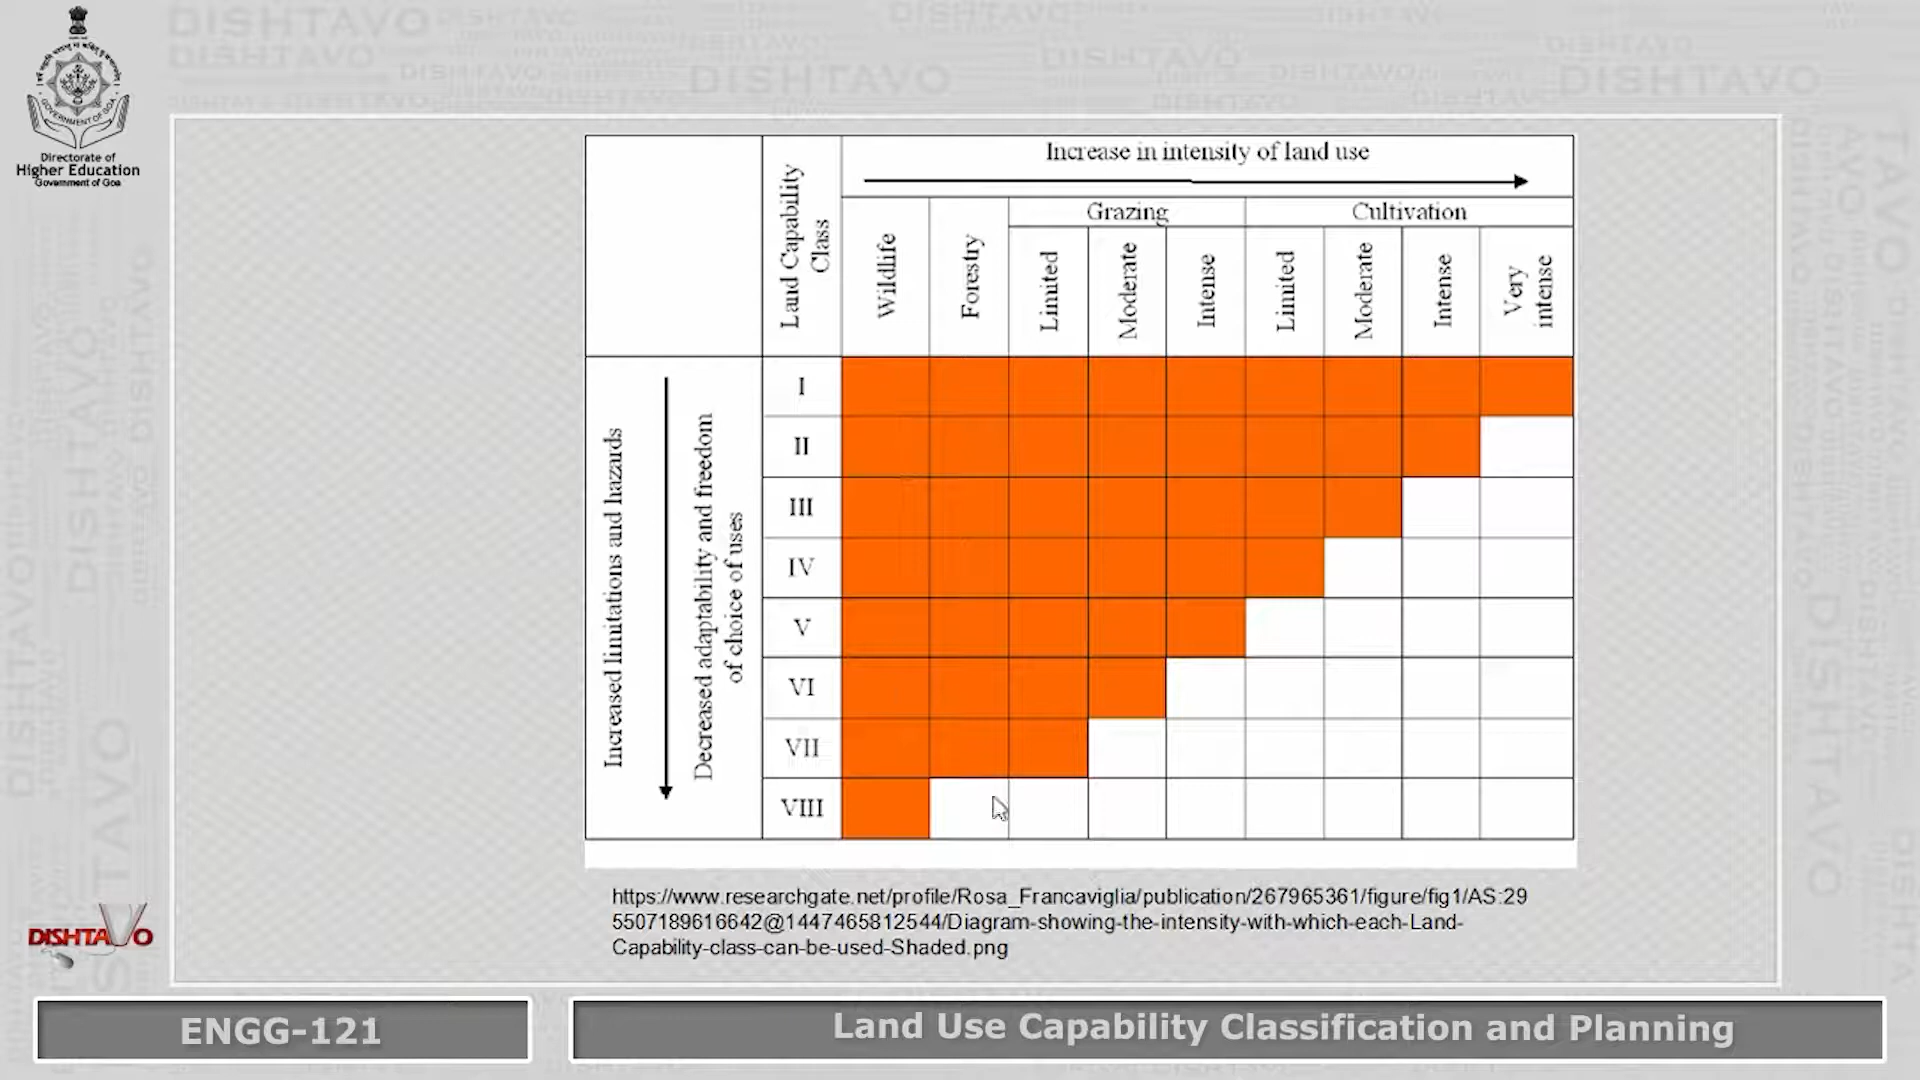 Directorate of
Higher Education
Government of Goa
Increase in intensity of land use
Land Capability
Class
Wildlife
Forestry
Grazing
Cultivation
Limited
Moderate
Intense
Limited
Moderate
Intense
Very
intense
Increased limitations and hazards
Decreased adaptability and freedom
of choice of uses
I
II
III
IV
V
VI
VII
VIII
https://www.researchgate.net/profile/Rosa_Francaviglia/publication/267965361/figure/fig1/AS:29
5507189616642@1447465812544/Diagram-showing-the-intensity-with-which-each-Land-
Capability-class-can-be-used-Shaded.png
DISHTAVO
ENGG-121
Land Use Capability Classification and Planning